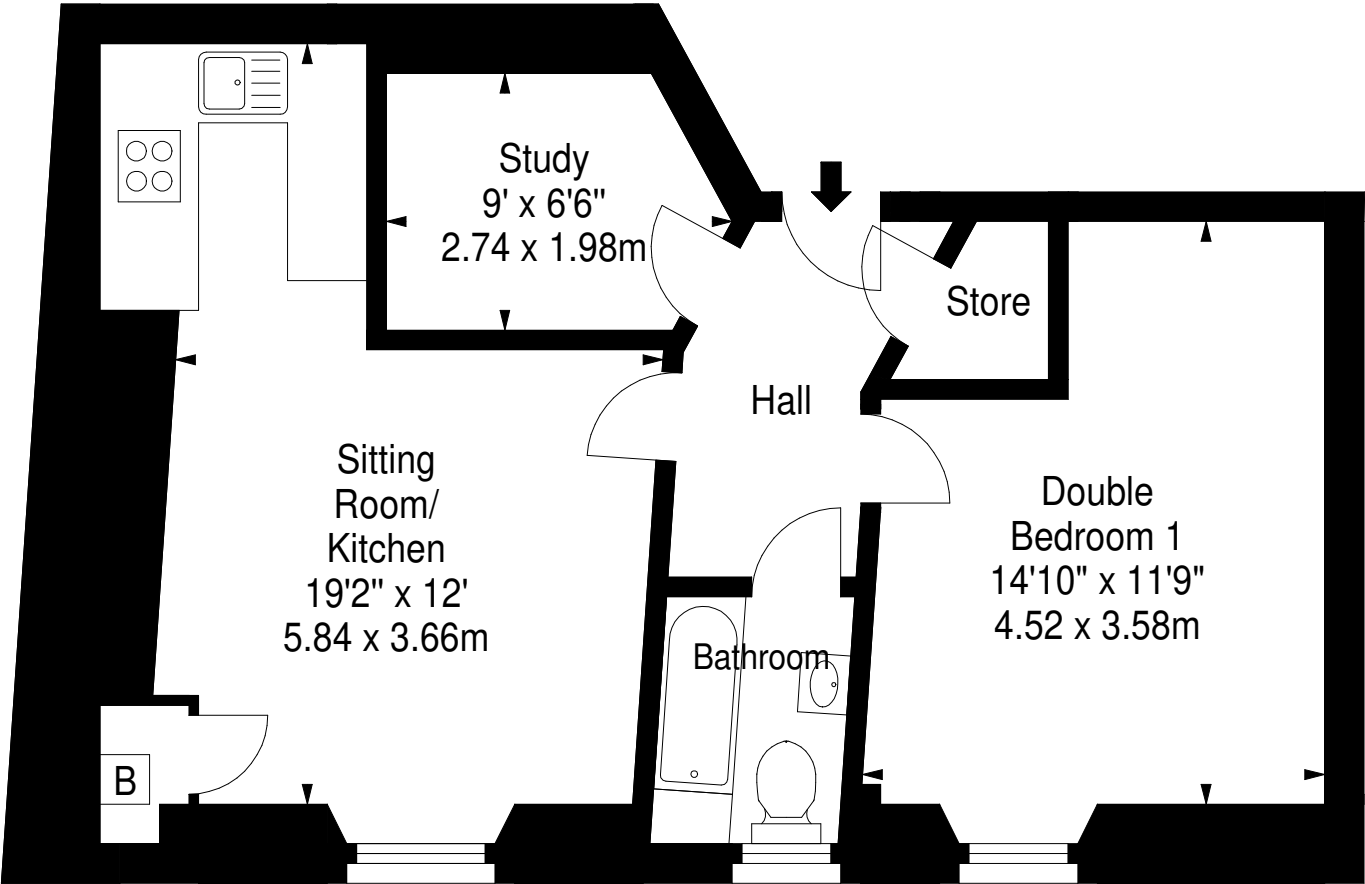 Study
9' x 6'6"
2.74 x 1.98m
Store
Hall
Sitting
Room/
Kitchen
19'2" x 12'
5.84 x 3.66m
Double
Bedroom 1
14'10" x 11'9"
4.52 x 3.58m
Bathroom
B